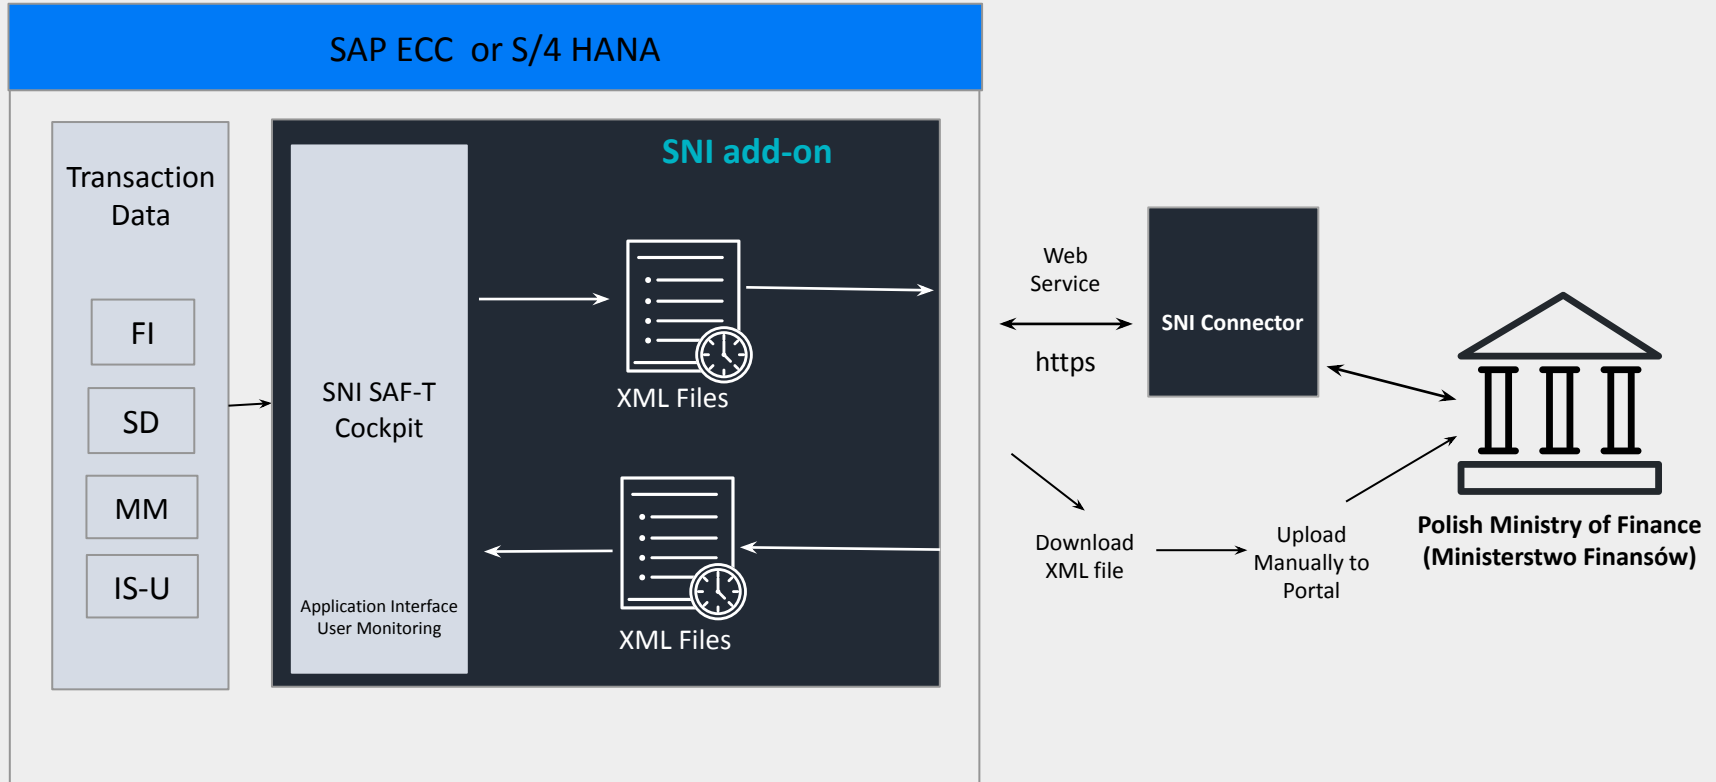 SAP ECC or S/4 HANA
Transaction
Data
FI
SD
MM
IS-U
SNI add-on
SNI SAF-T
Cockpit
Application Interface
User Monitoring
XML Files
XML Files
Web
Service
https
SNI Connector
Download
XML file
Upload
Manually to
Portal
Polish Ministry of Finance
(Ministerstwo Finansów)